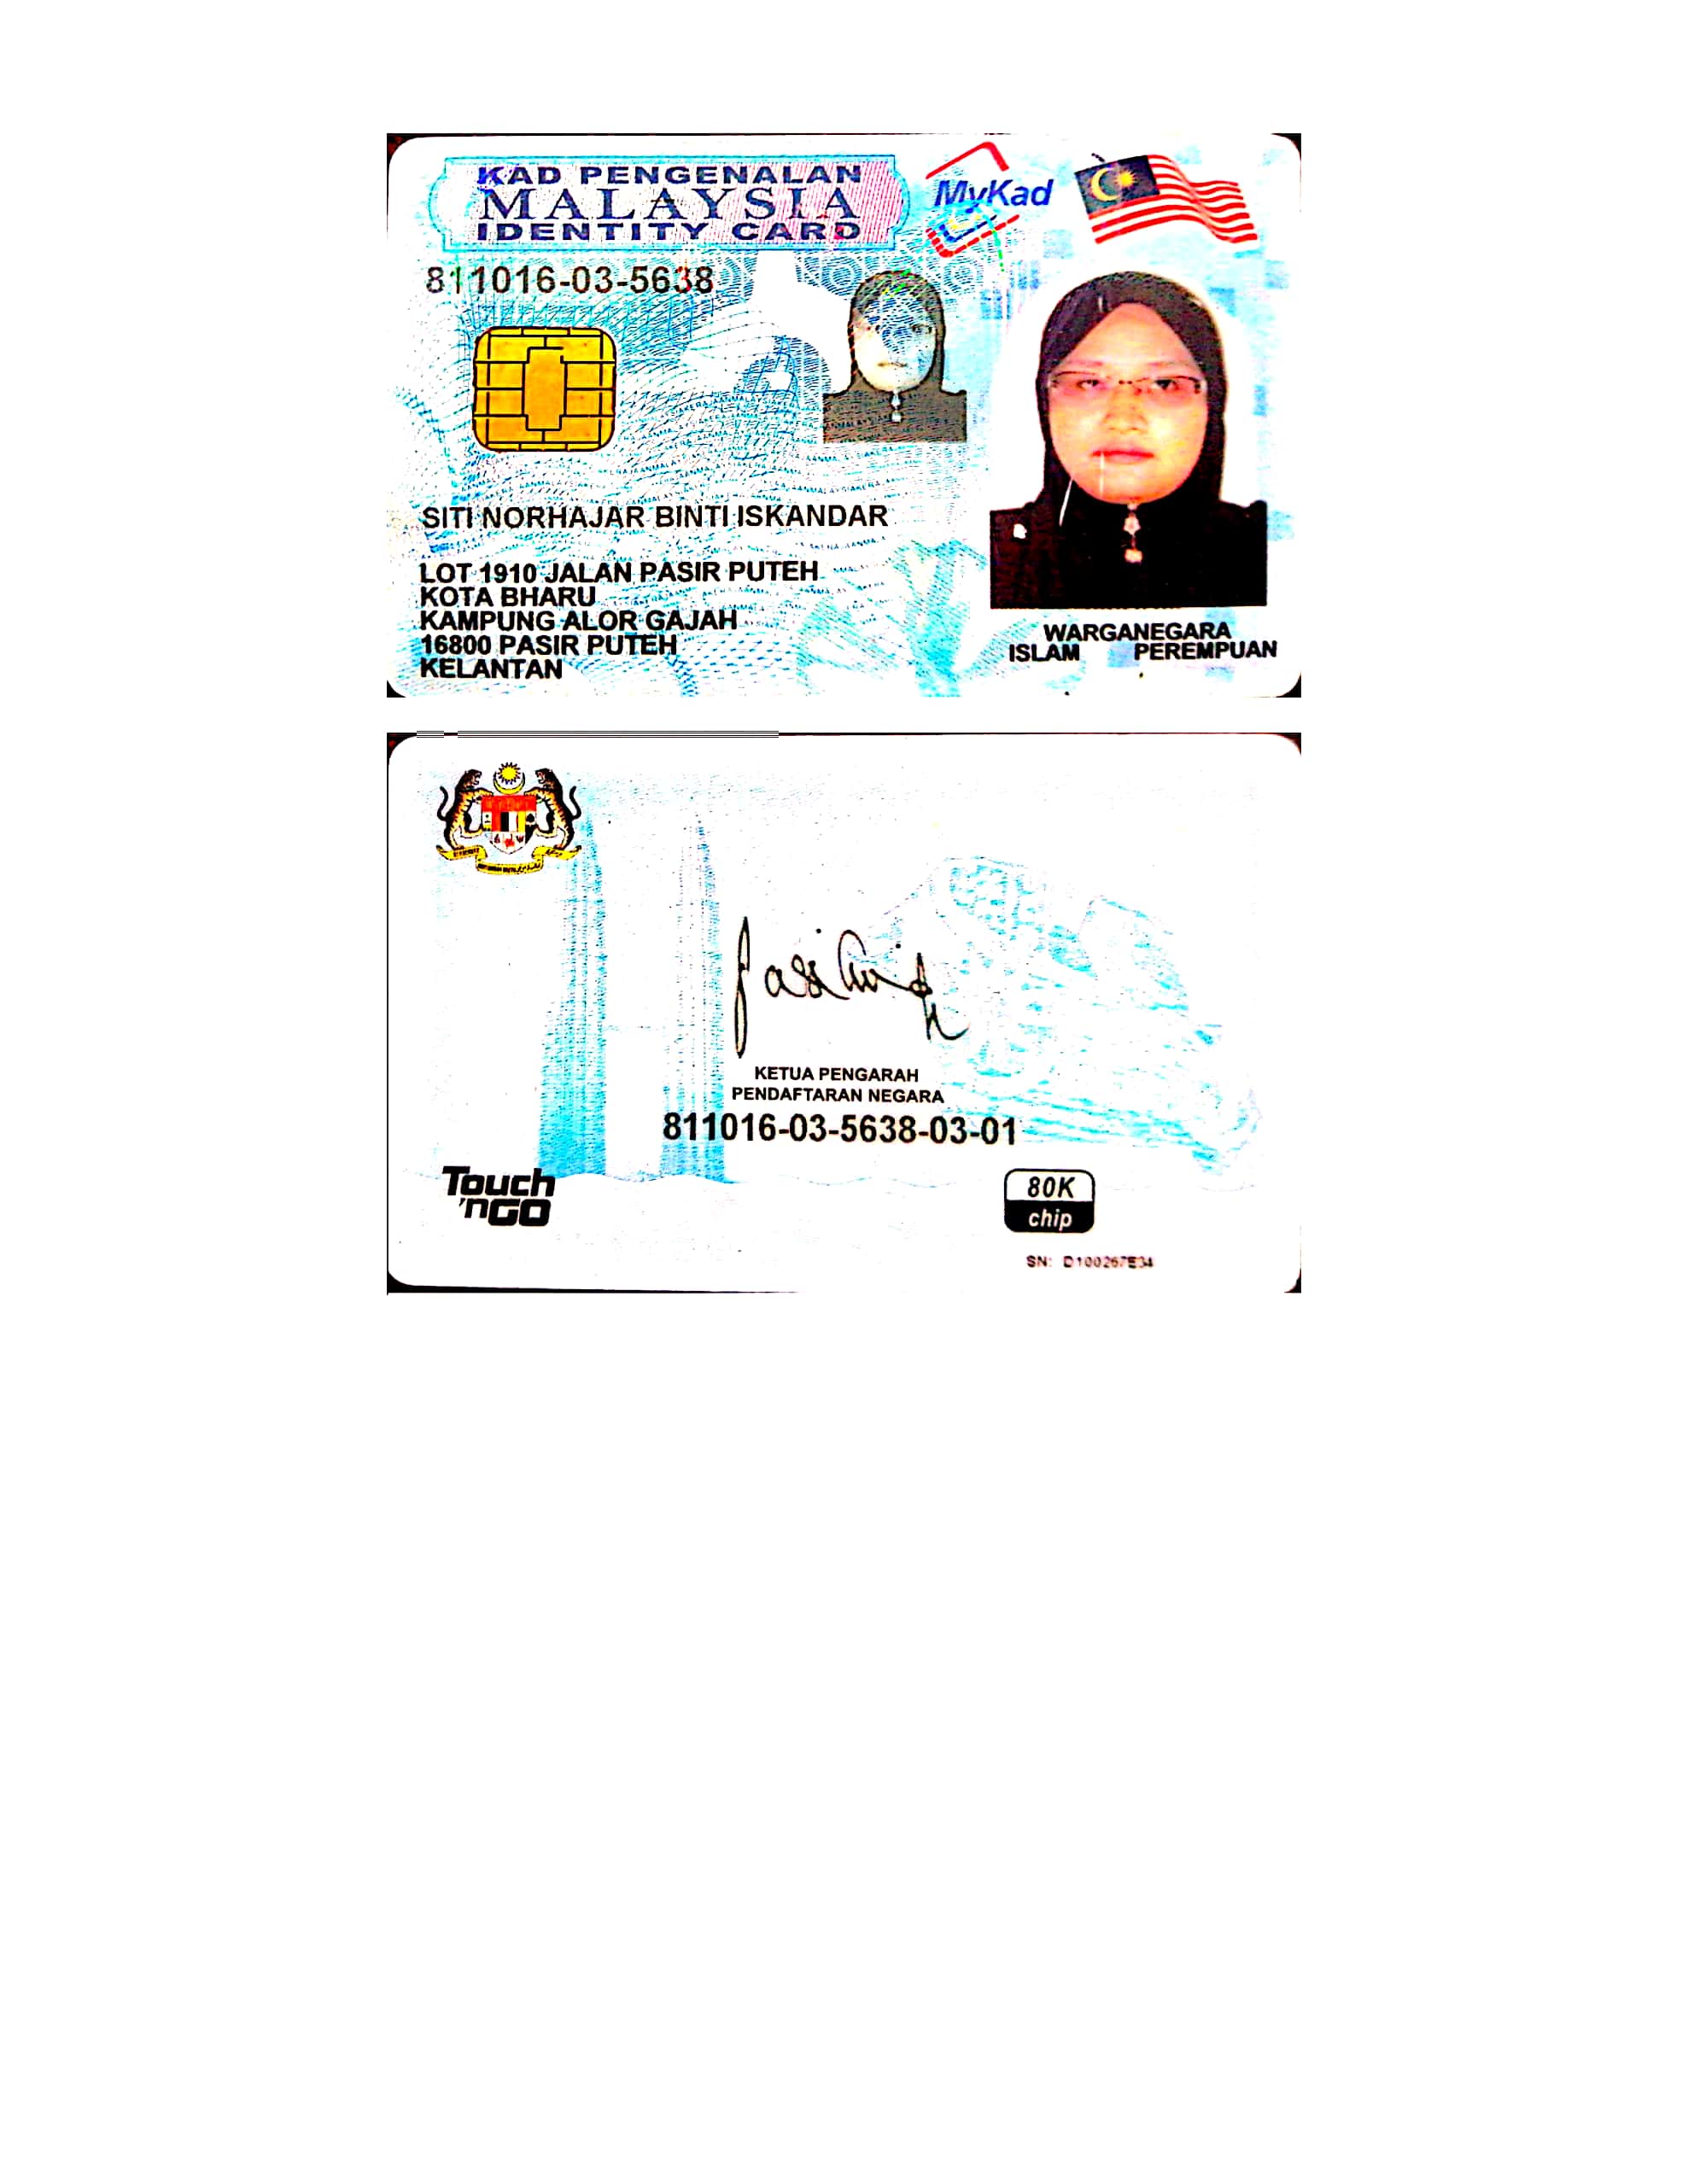 KAD PENGENALAN
MALAYSIA
IDENTITY CARD
MyKad
811016-03-5638
SITI NORHAJAR BINTI ISKANDAR
LOT 1910 JALAN PASIR PUTEH
KOTA BHARU
KAMPUNG ALOR GAJAH
16800 PASIR PUTEH
KELANTAN
WARGANEGARA
ISLAM PEREMPUAN
KETUA PENGARAH
PENDAFTARAN NEGARA
811016-03-5638-03-01
Touch
'nGO
80K
chip
SN: D100267E34